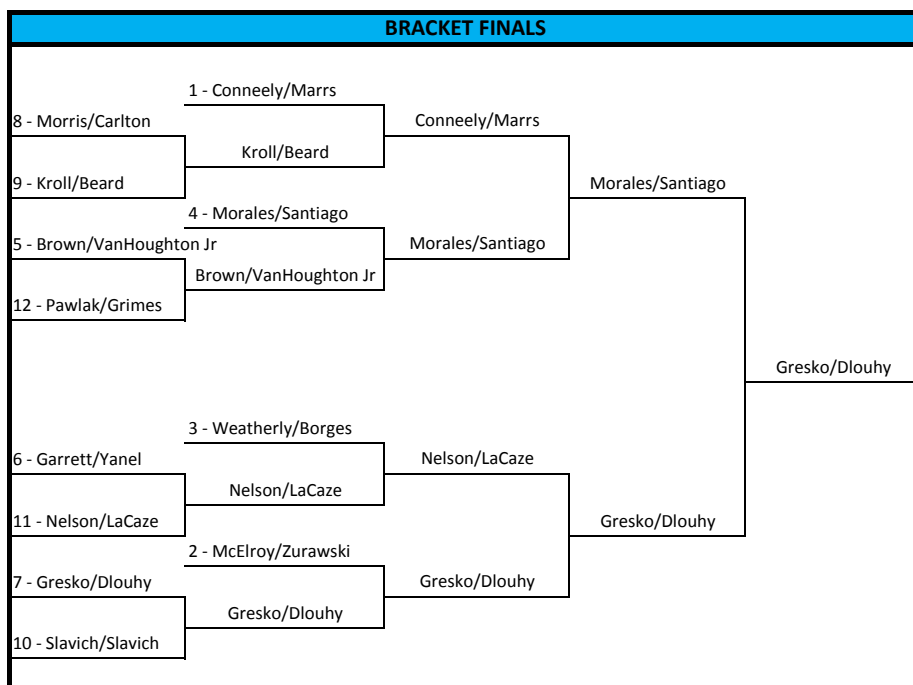 BRACKET FINALS
1 - Conneely/Marrs
8 - Morris/Carlton
Conneely/Marrs
Kroll/Beard
9 - Kroll/Beard
Morales/Santiago
4 - Morales/Santiago
5 - Brown/VanHoughton Jr
Morales/Santiago
Brown/VanHoughton Jr
12 - Pawlak/Grimes
Gresko/Dlouhy
3 - Weatherly/Borges
6 - Garrett/Yanel
Nelson/LaCaze
Nelson/LaCaze
11 - Nelson/LaCaze
Gresko/Dlouhy
2 - McElroy/Zurawski
7 - Gresko/Dlouhy
Gresko/Dlouhy
Gresko/Dlouhy
10 - Slavich/Slavich